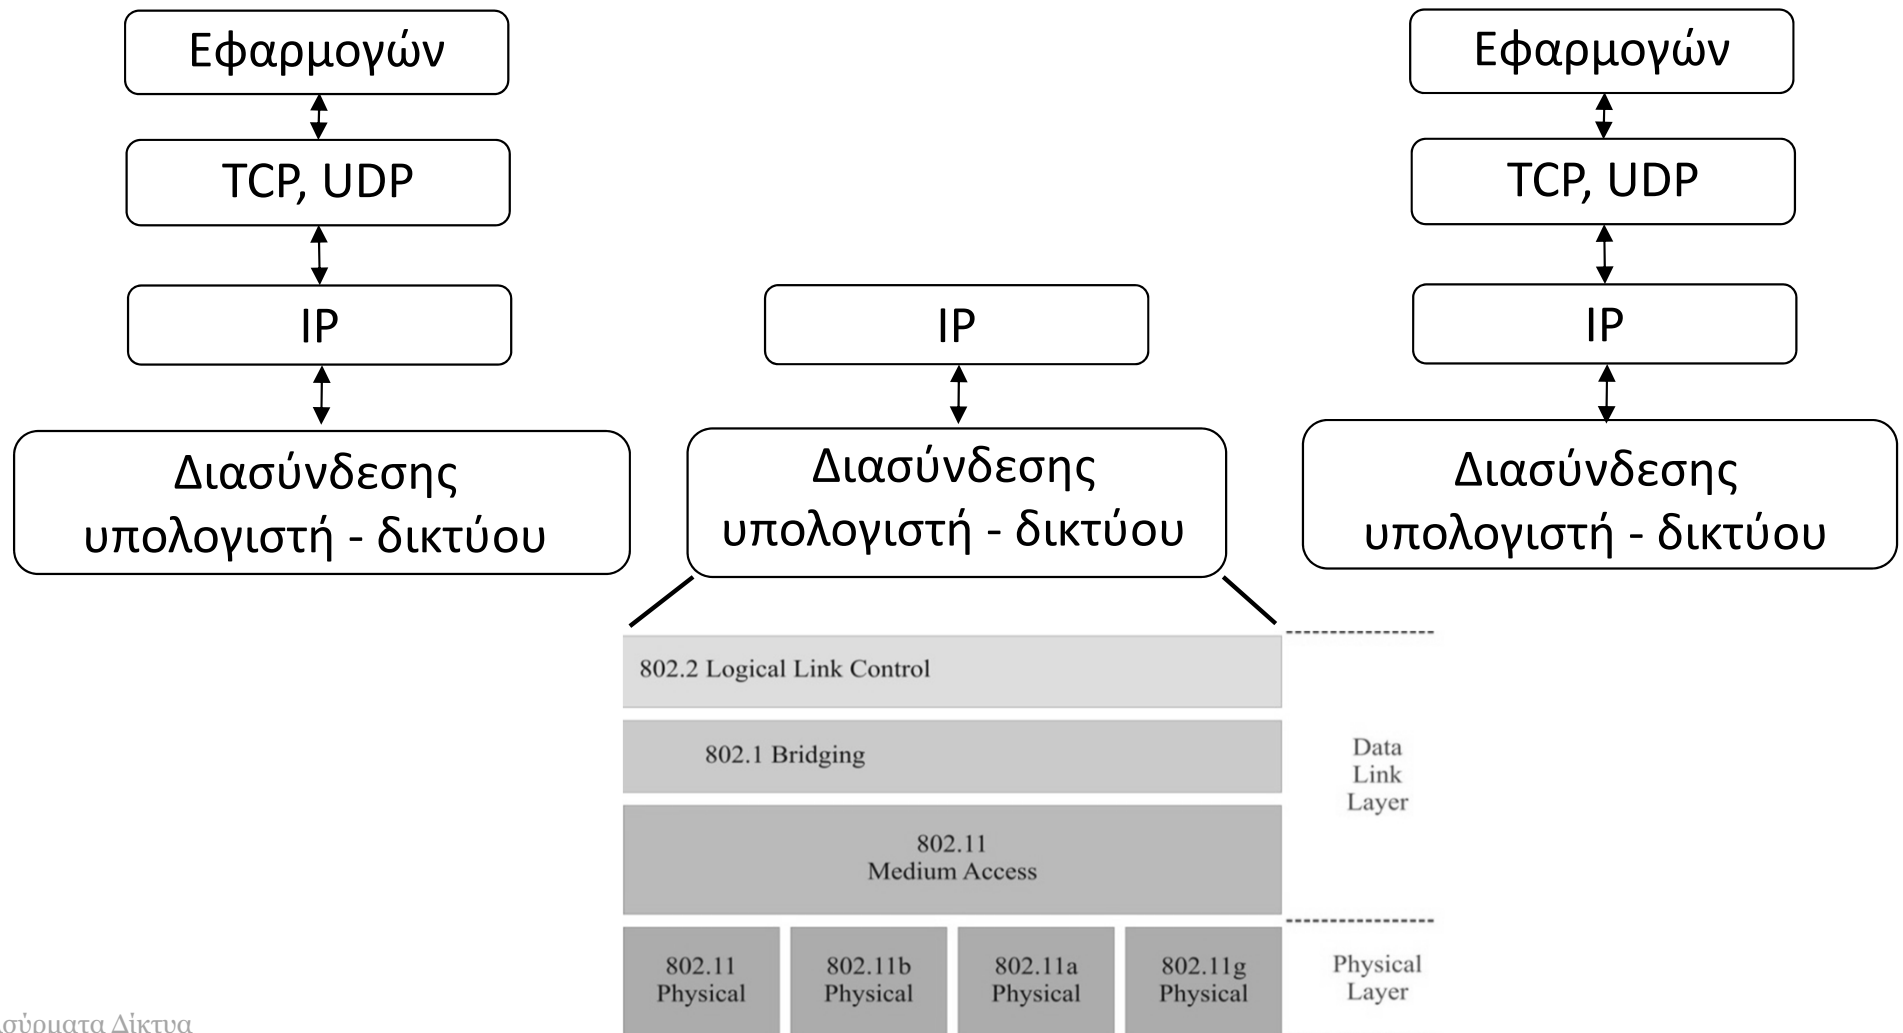 Εφαρμογών
TCP, UDP
IP
Διασύνδεσης
υπολογιστή - δικτύου
IP
Διασύνδεσης
υπολογιστή - δικτύου
Εφαρμογών
TCP, UDP
IP
Διασύνδεσης
υπολογιστή - δικτύου
802.2 Logical Link Control
802.1 Bridging
802.11
Medium Access
Data
Link
Layer
802.11
Physical
802.11b
Physical
802.11a
Physical
802.11g
Physical
Physical
Layer
Δίκτυα